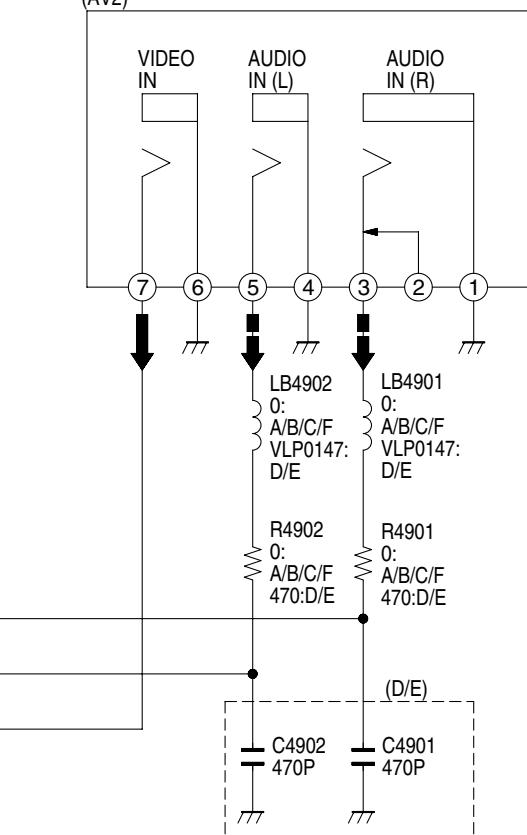 (AV2)
VIDEO
IN
AUDIO
IN (L)
AUDIO
IN (R)
7
6
5
4
3
2
1
LB4902
0:
A/B/C/F
VLP0147:
D/E
LB4901
0:
A/B/C/F
VLP0147:
D/E
R4902
0:
A/B/C/F
470:D/E
R4901
0:
A/B/C/F
470:D/E
(D/E)
C4902
470P
C4901
470P